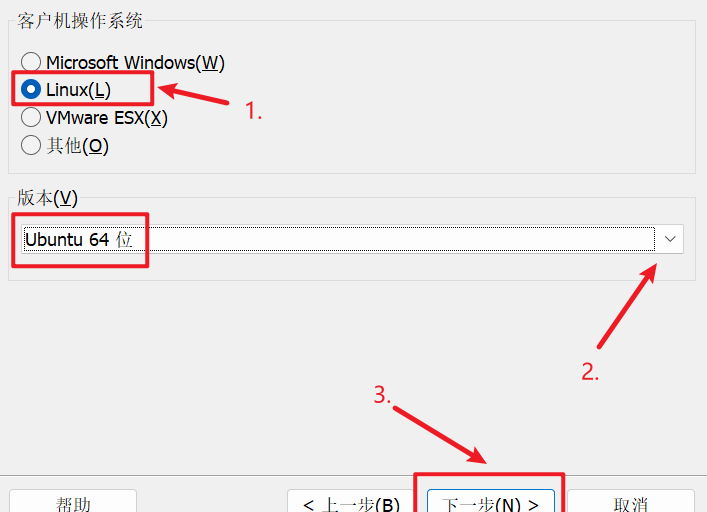 客户机操作系统
Microsoft Windows(W)
Linux(L)
1.
VMware ESX(X)
其他(O)
版本(V)
Ubuntu 64 位
2.
3.
帮助
< 上一步(B)
下一步(N) >
取消